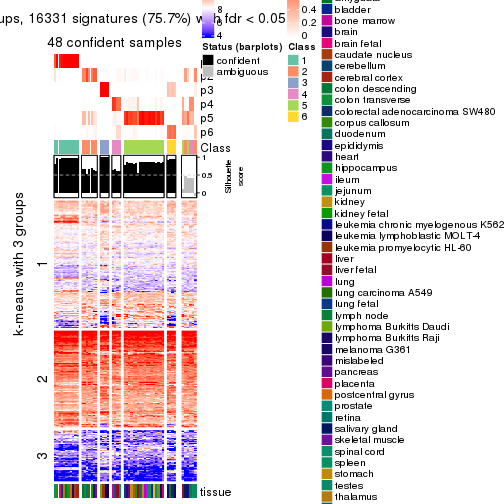 ups, 16331 signatures (75.7%) with fdr < 0.05
48 confident samples
1
p3
p4
p5
p6
Class
1
0.5
0
Silhouette
score
k-means with 3 groups
1
2
3
tissue
8
6
4
Status (barplots)
confident
ambiguous
0.4
0.2
0
Class
1
2
3
4
5
6
bladder
bone marrow
brain
brain fetal
caudate nucleus
cerebellum
cerebral cortex
colon descending
colon transverse
colorectal adenocarcinoma SW480
corpus callosum
duodenum
epididymis
heart
hippocampus
ileum
jejunum
kidney
kidney fetal
leukemia chronic myelogenous K562
leukemia lymphoblastic MOLT-4
leukemia promyelocytic HL-60
liver
liver fetal
lung
lung carcinoma A549
lung fetal
lymph node
lymphoma Burkitts Daudi
lymphoma Burkitts Raji
melanoma G361
mislabeled
pancreas
placenta
postcentral gyrus
prostate
retina
salivary gland
skeletal muscle
spinal cord
spleen
stomach
testes
thalamus